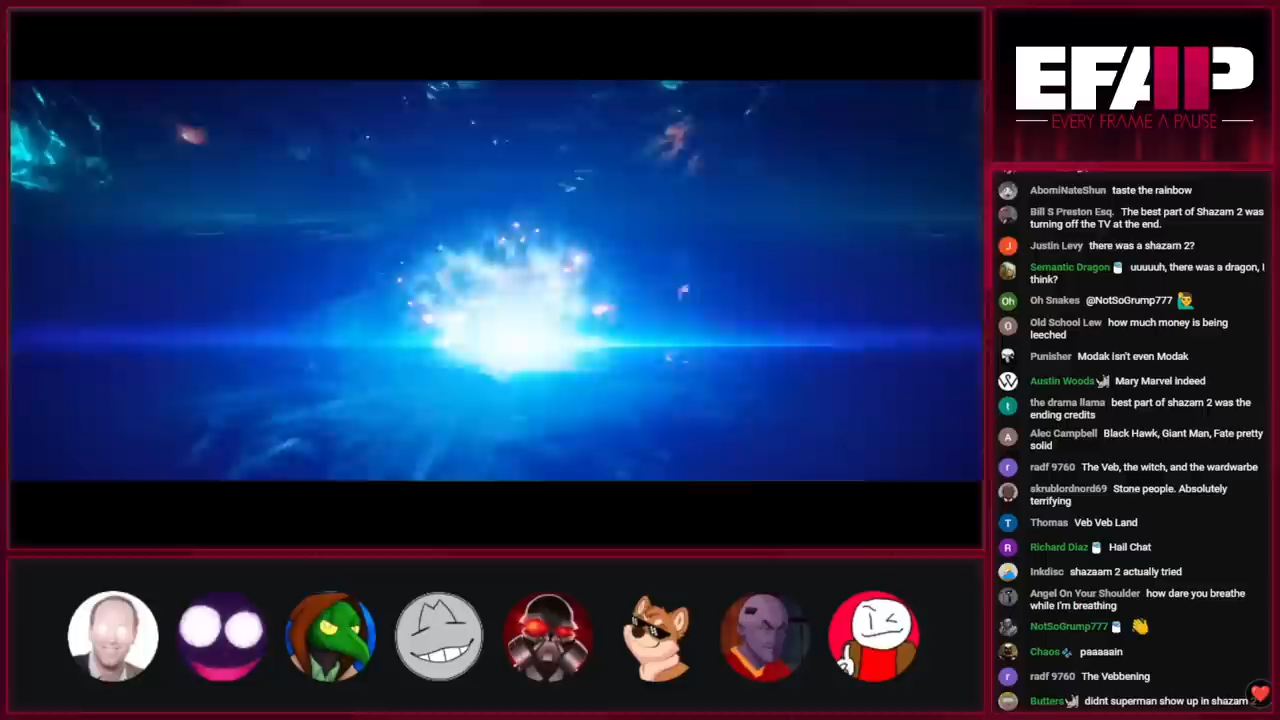 EFAP
EVERY FRAME A PAUSE
AbomiNateShun taste the rainbow
Bill S Preston Esq. The best part of Shazam 2 was
turning off the TV at the end.
J Justin Levy there was a shazam 2?
Semantic Dragon uuuuuh, there was a dragon, I
think?
Oh Oh Snakes @NotSoGrump777
O Old School Lew how much money is being
leeched
Punisher Modak isn't even Modak
Austin Woods Mary Marvel indeed
t the drama llama best part of shazam 2 was the
ending credits
A Alec Campbell Black Hawk, Giant Man, Fate pretty
solid
r radf 9760 The Veb, the witch, and the wardwarbe
skrublordnord69 Stone people. Absolutely
terrifying
T Thomas Veb Veb Land
R Richard Diaz Hail Chat
Inkdisc shazaam 2 actually tried
Angel On Your Shoulder how dare you breathe
while I'm breathing
NotSoGrump777
Chaos paaaaain
r radf 9760 The Vebbening
Butters didnt superman show up in shazam